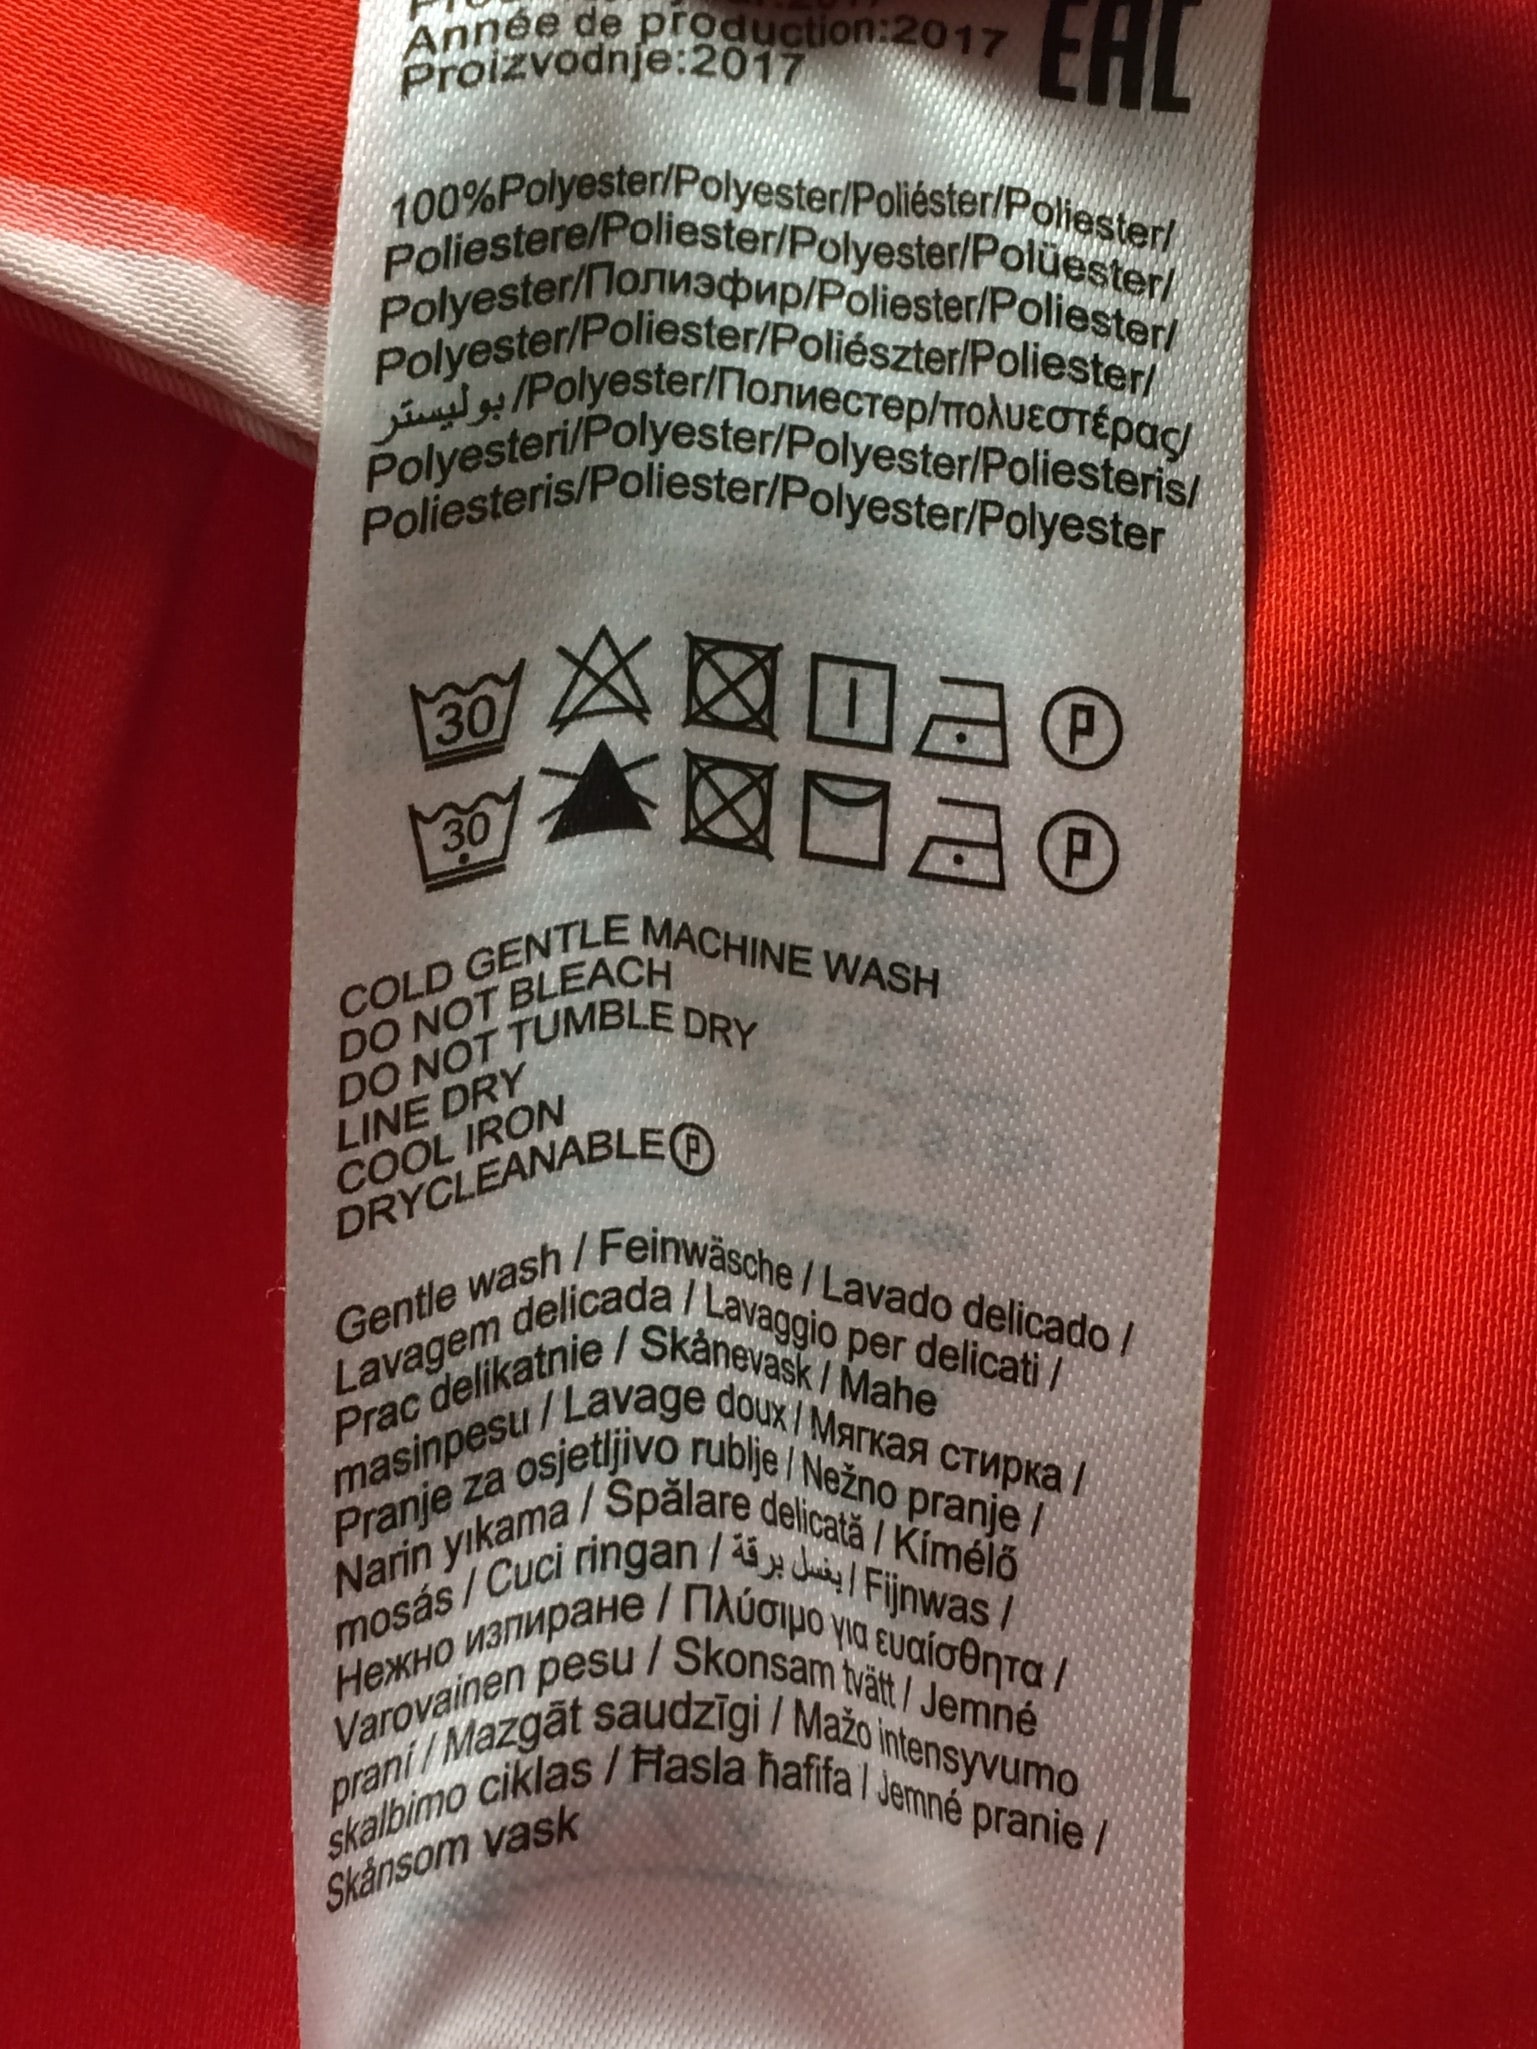 Année de production:2017
Proizvodnje:2017
EAC
100%Polyester/Polyester/Poliéster/Poliester/
Poliestere/Poliester/Polyester/Polüester/
Polyester/Полиэфир/Poliester/Poliester/
Polyester/Poliester/Poliészter/Poliester/
بوليستر/Polyester/Полиестер/πολυεστέρας/
Polyesteri/Polyester/Polyester/Poliesteris/
Poliesteris/Poliester/Polyester/Polyester
30 P
30 P
COLD GENTLE MACHINE WASH
DO NOT BLEACH
DO NOT TUMBLE DRY
LINE DRY
COOL IRON
DRYCLEANABLE Ⓟ
Gentle wash / Feinwäsche / Lavado delicado /
Lavagem delicada / Lavaggio per delicati /
Prac delikatnie / Skånevask / Mahe
masinpesu / Lavage doux / Мягкая стирка /
Pranje za osjetljivo rublje / Nežno pranje /
Narin yıkama / Spălare delicată / Kímélő
mosás / Cuci ringan / يغسل برقة / Fijnwas /
Нежно изпиране / Πλύσιμο για ευαίσθητα /
Varovainen pesu / Skonsam tvätt / Jemné
praní / Mazgāt saudzīgi / Mažo intensyvumo
skalbimo ciklas / Ħasla ħafifa / Jemné pranie /
Skånsom vask